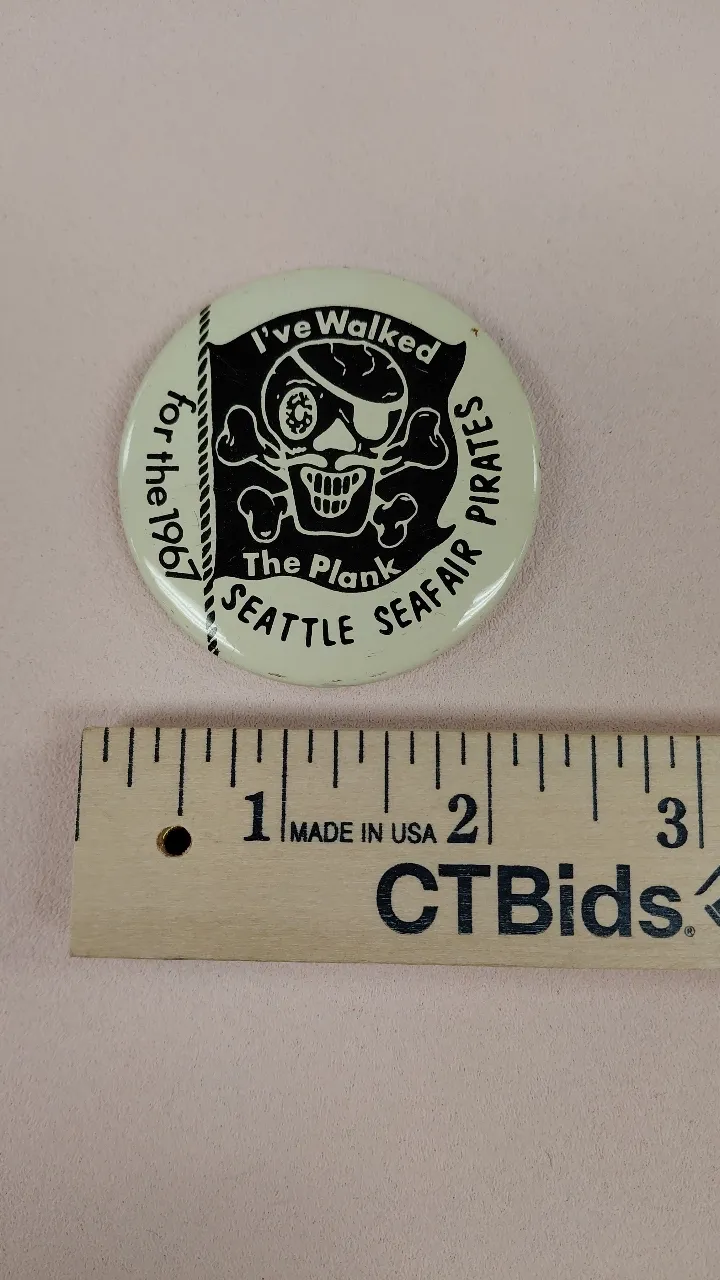 I've Walked
The Plank
for the 1967
SEATTLE SEAFAIR PIRATES
1 MADE IN USA 2 3
CTBids.®